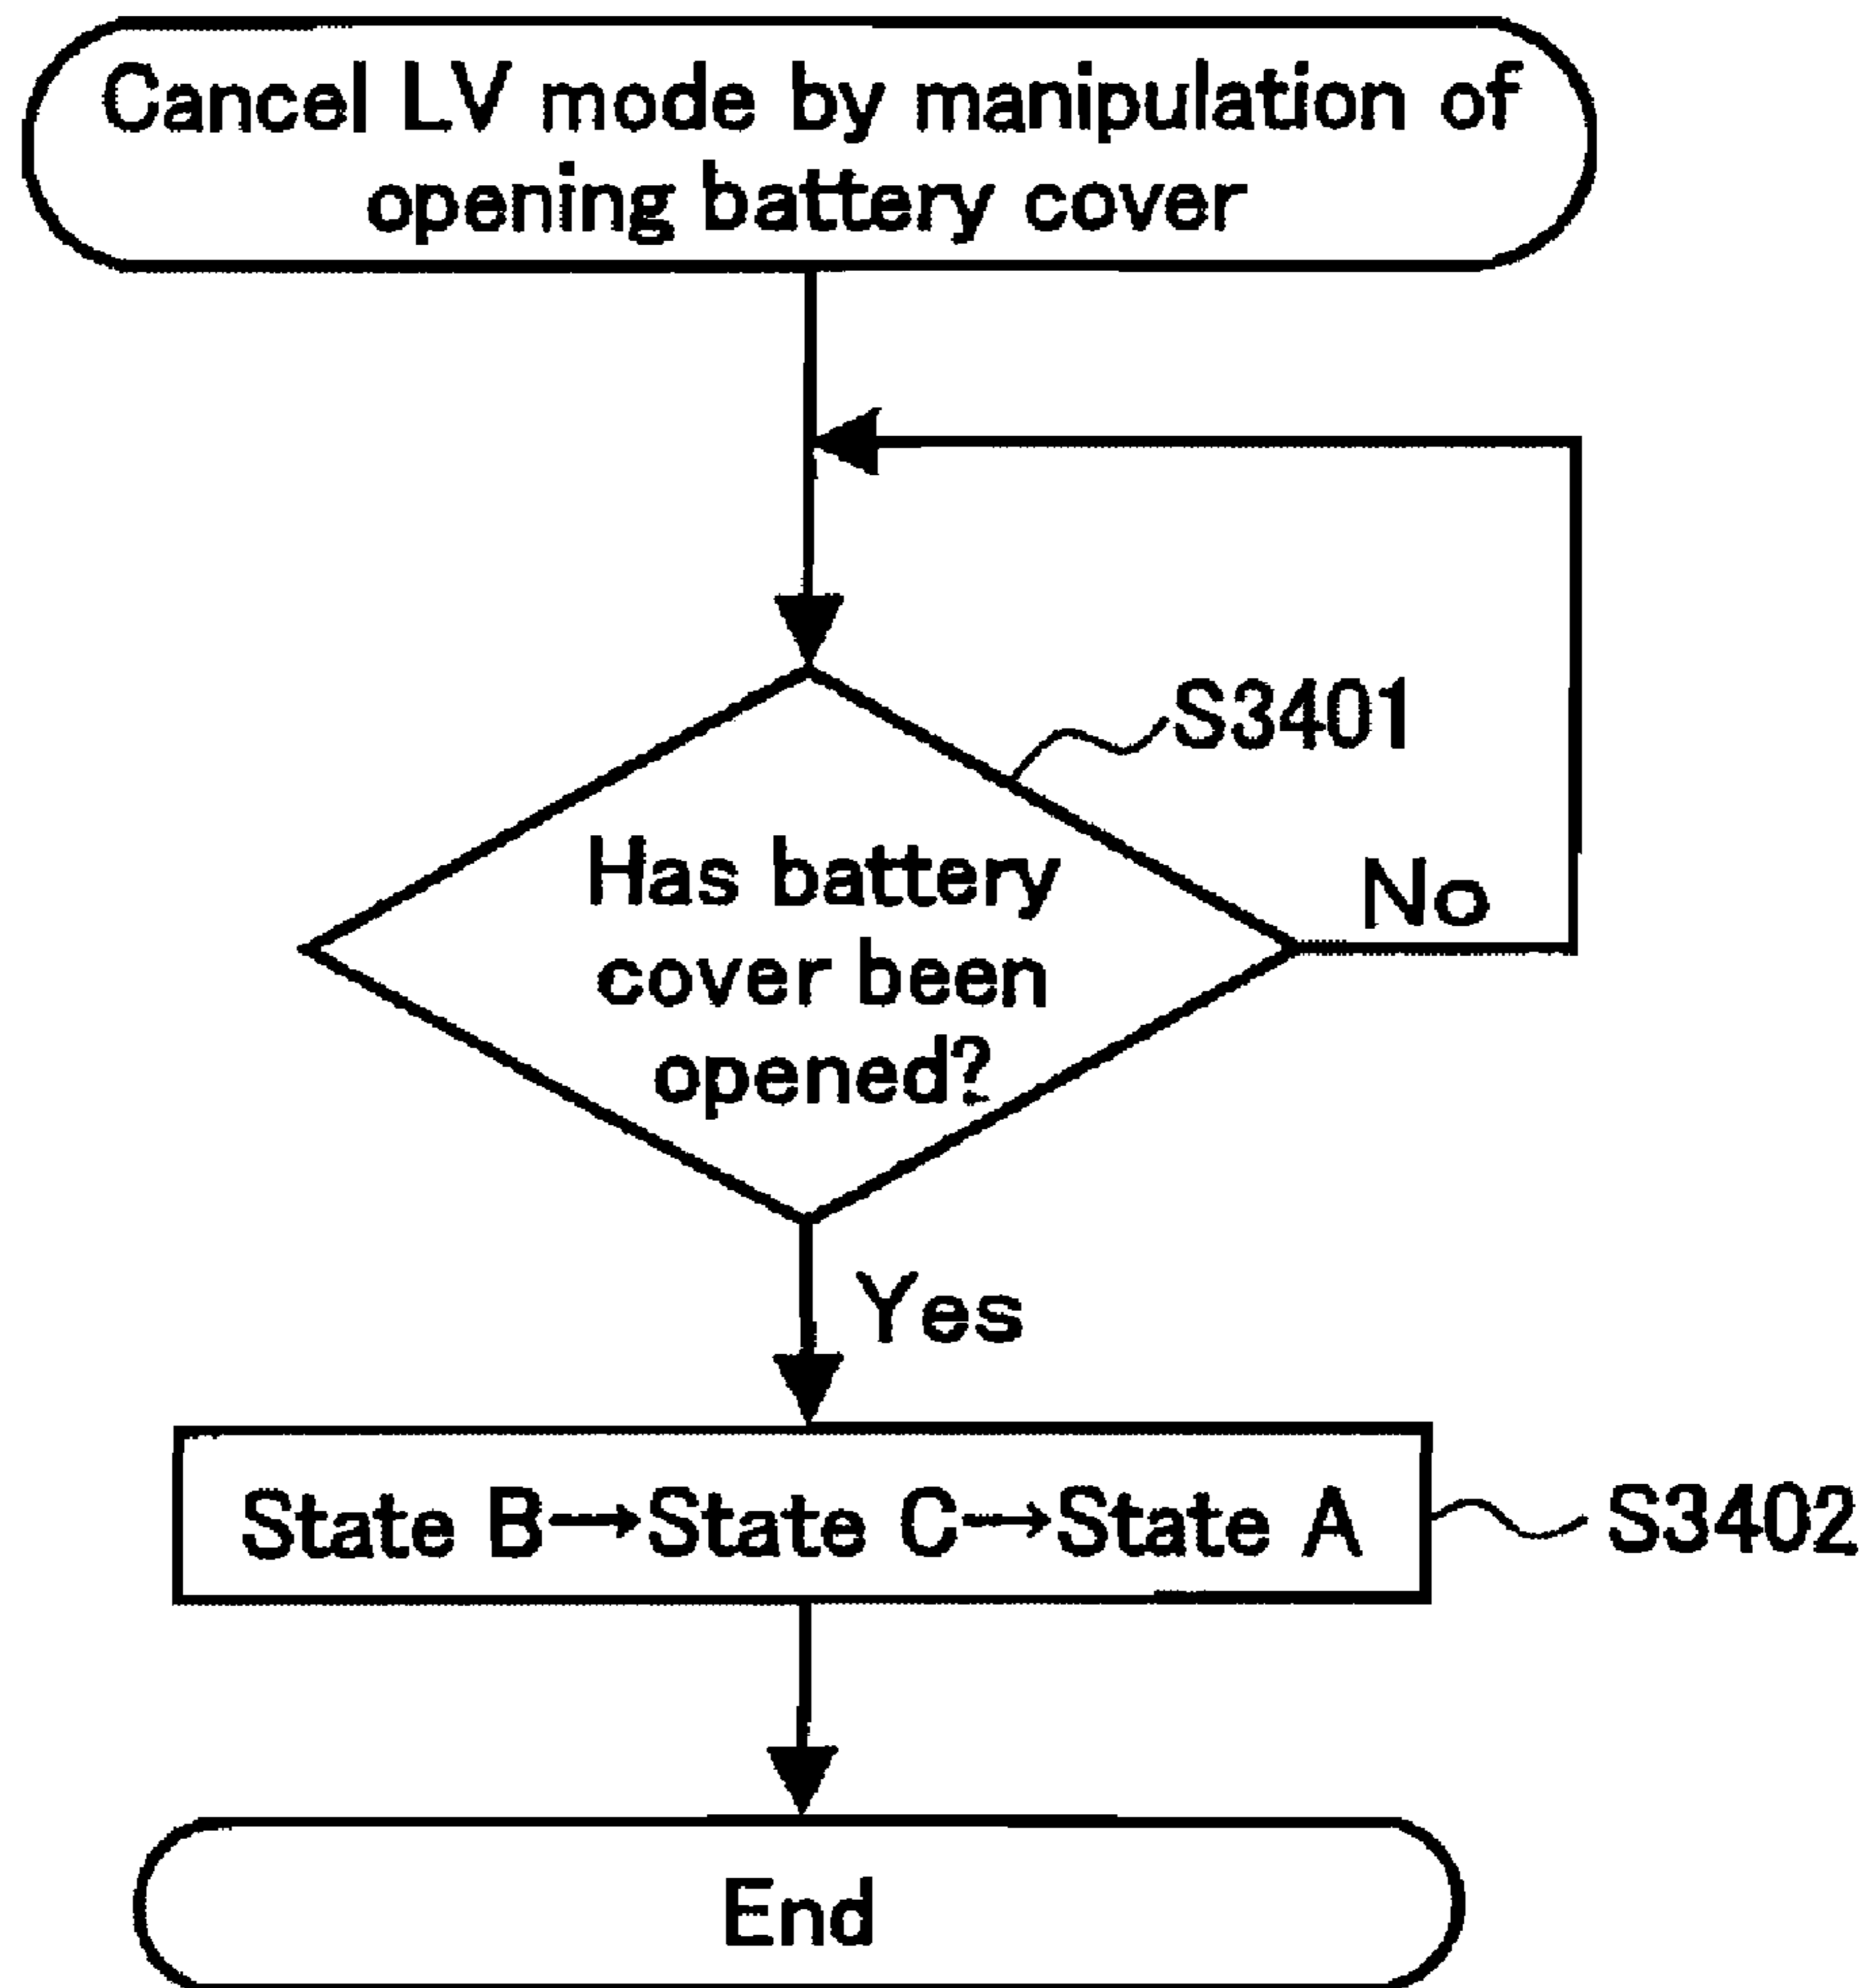 Cancel LV mode by manipulation of
opening battery cover
S3401
Has battery
cover been
opened?
No
Yes
State B→State C→State A
S3402
End